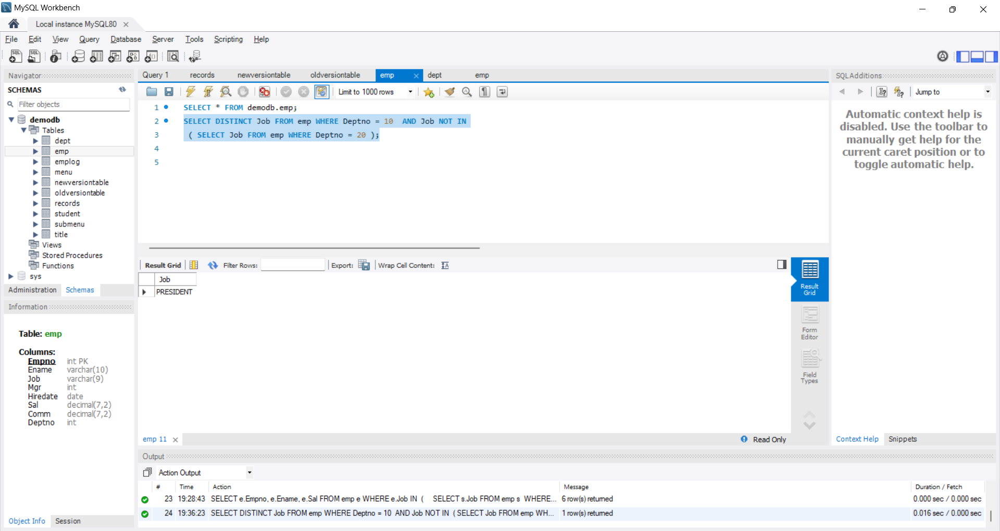 MySQL Workbench
Local instance MySQL80
File Edit View Query Database Server Tools Scripting Help
Navigator
SCHEMAS
Filter objects
demodb
Tables
dept
emp
emplog
menu
newversiontable
oldversiontable
records
student
submenu
title
Views
Stored Procedures
Functions
sys
Administration Schemas
Information
Table: emp
Columns:
Empno int PK
Ename varchar(10)
Job varchar(9)
Mgr int
Hiredate date
Sal decimal(7,2)
Comm decimal(7,2)
Deptno int
Object Info Session
Query 1 records newversiontable oldversiontable emp dept emp
Limit to 1000 rows
1 SELECT * FROM demodb.emp;
2 SELECT DISTINCT Job FROM emp WHERE Deptno = 10 AND Job NOT IN
3 ( SELECT Job FROM emp WHERE Deptno = 20 );
4
5
Result Grid Filter Rows: Export: Wrap Cell Content:
Job
PRESIDENT
Result
Grid
Form
Editor
Field
Types
emp 11 Read Only
SQLAdditions
Jump to
Automatic context help is
disabled. Use the toolbar to
manually get help for the
current caret position or to
toggle automatic help.
Context Help Snippets
Output
Action Output
# Time Action Message Duration / Fetch
23 19:28:43 SELECT e.Empno, e.Ename, e.Sal FROM emp e WHERE e.Job IN ( SELECT s.Job FROM emp s WHERE... 6 row(s) returned 0.000 sec / 0.000 sec
24 19:36:23 SELECT DISTINCT Job FROM emp WHERE Deptno = 10 AND Job NOT IN ( SELECT Job FROM emp WH... 1 row(s) returned 0.016 sec / 0.000 sec